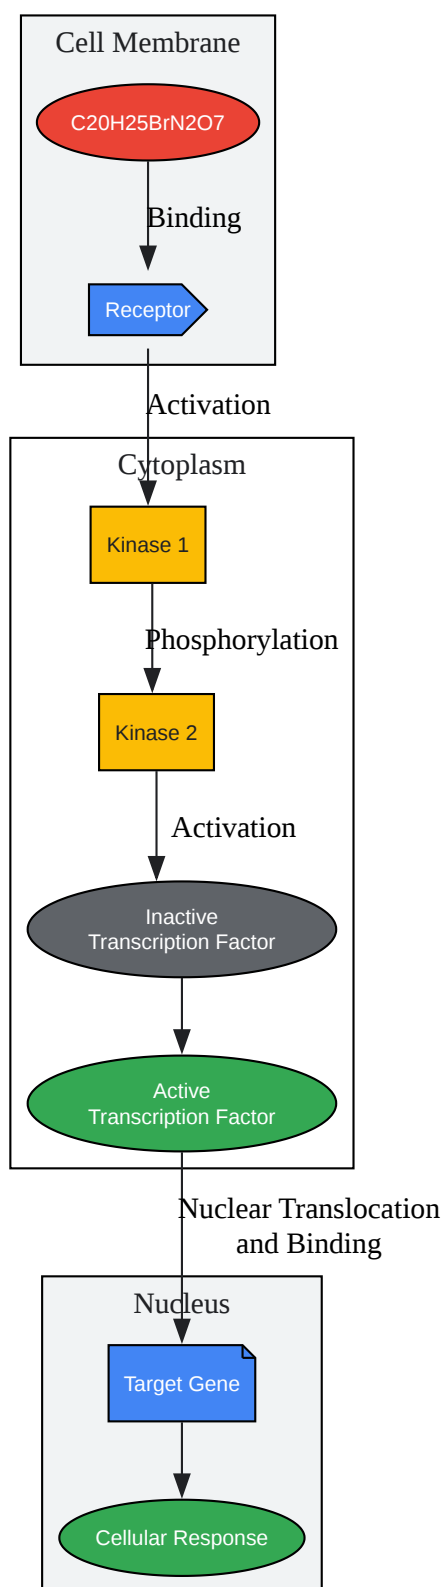 Cell Membrane
C20H25BrN2O7
Binding
Receptor
Activation
Cytoplasm
Kinase 1
Phosphorylation
Kinase 2
Activation
Inactive
Transcription Factor
Active
Transcription Factor
Nuclear Translocation
and Binding
Nucleus
Target Gene
Cellular Response